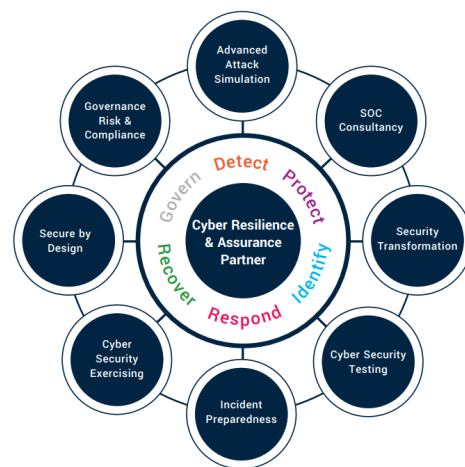 Advanced
Attack
Simulation
SOC
Consultancy
Security
Transformation
Cyber Security
Testing
Incident
Preparedness
Cyber
Security
Exercising
Secure by
Design
Governance
Risk &
Compliance
Govern
Detect
Protect
Identify
Respond
Recover
Cyber Resilience
& Assurance
Partner